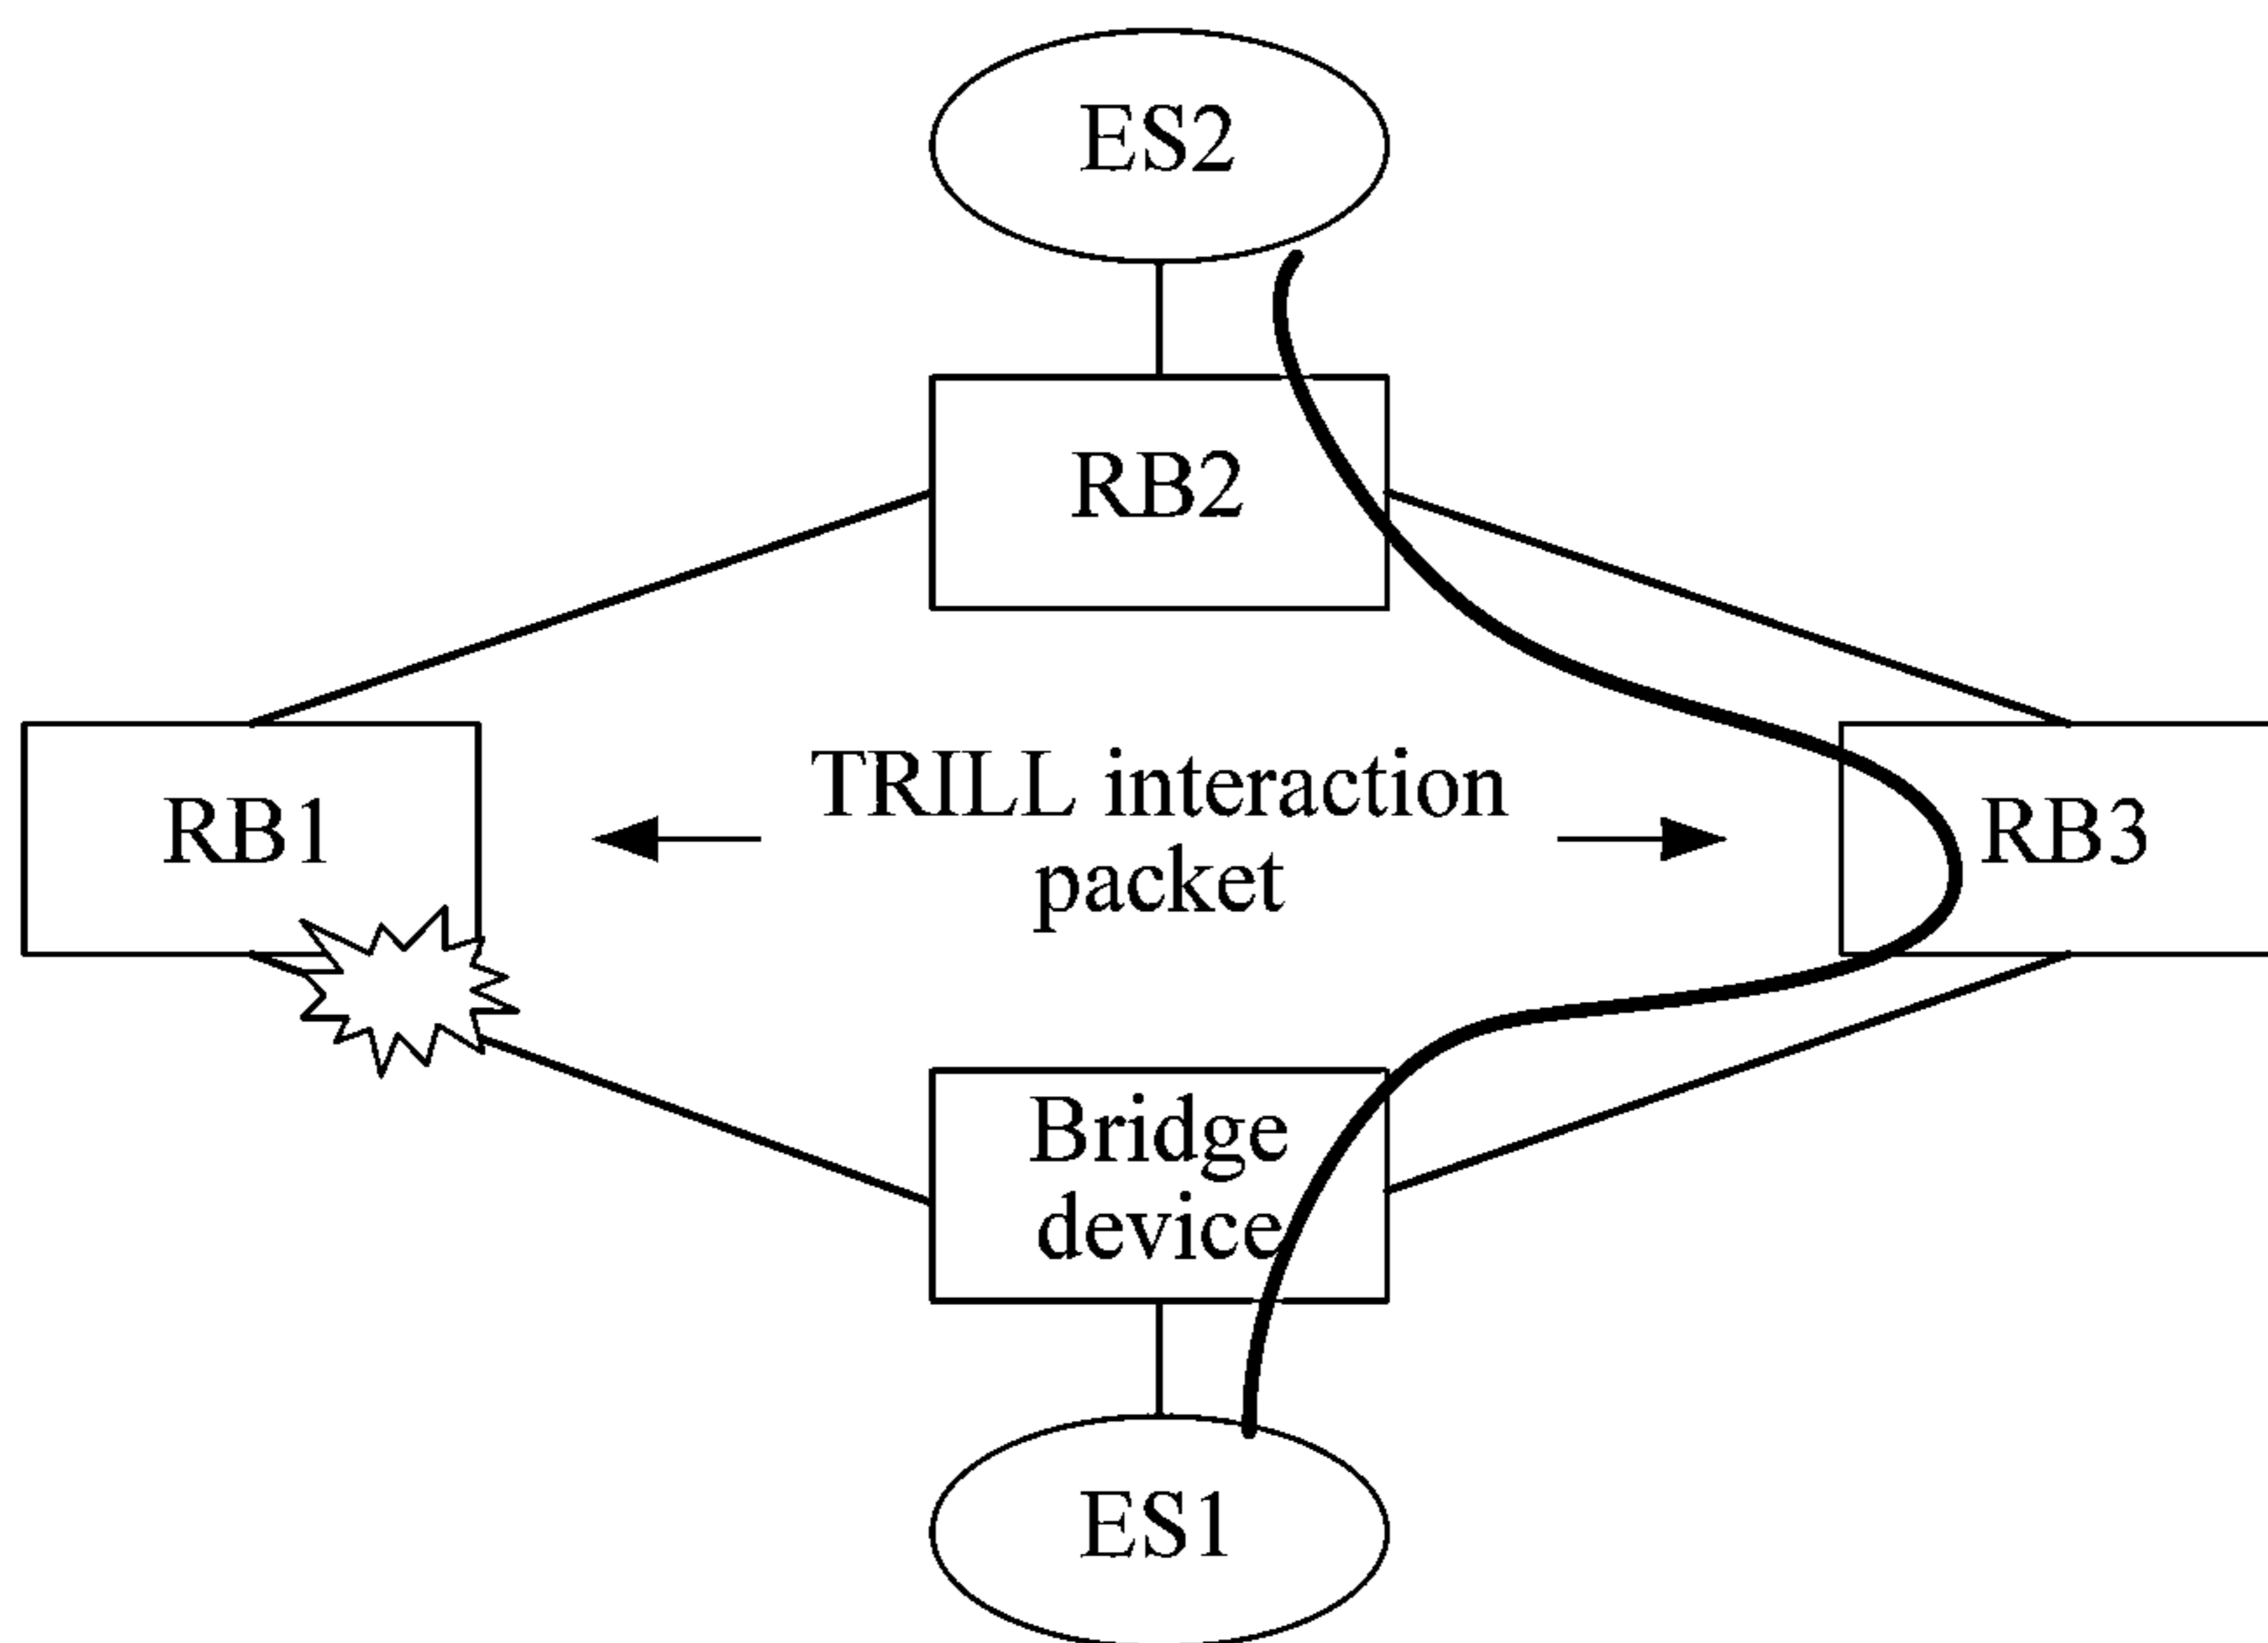 ES2
RB2
RB1
TRILL interaction
packet
RB3
Bridge
device
ES1